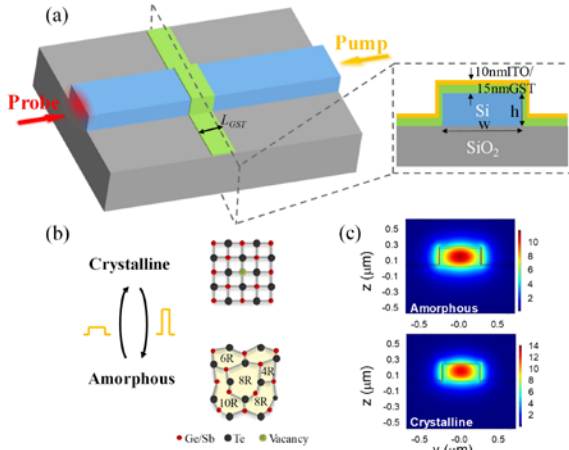 (a)
Pump
Probe
L_GST
10nmITO/
15nmGST
Si
h
w
SiO₂
(b)
Crystalline
Amorphous
6R
4R
8R
10R
8R
Ge/Sb Te Vacancy
(c)
0.5
0.3
0.1
-0.1
-0.3
-0.5
z (μm)
Amorphous
-0.5 -0.0 0.5
10
8
6
4
2
0.5
0.3
0.1
-0.1
-0.3
-0.5
z (μm)
Crystalline
-0.5 -0.0 0.5
14
12
10
8
6
4
2